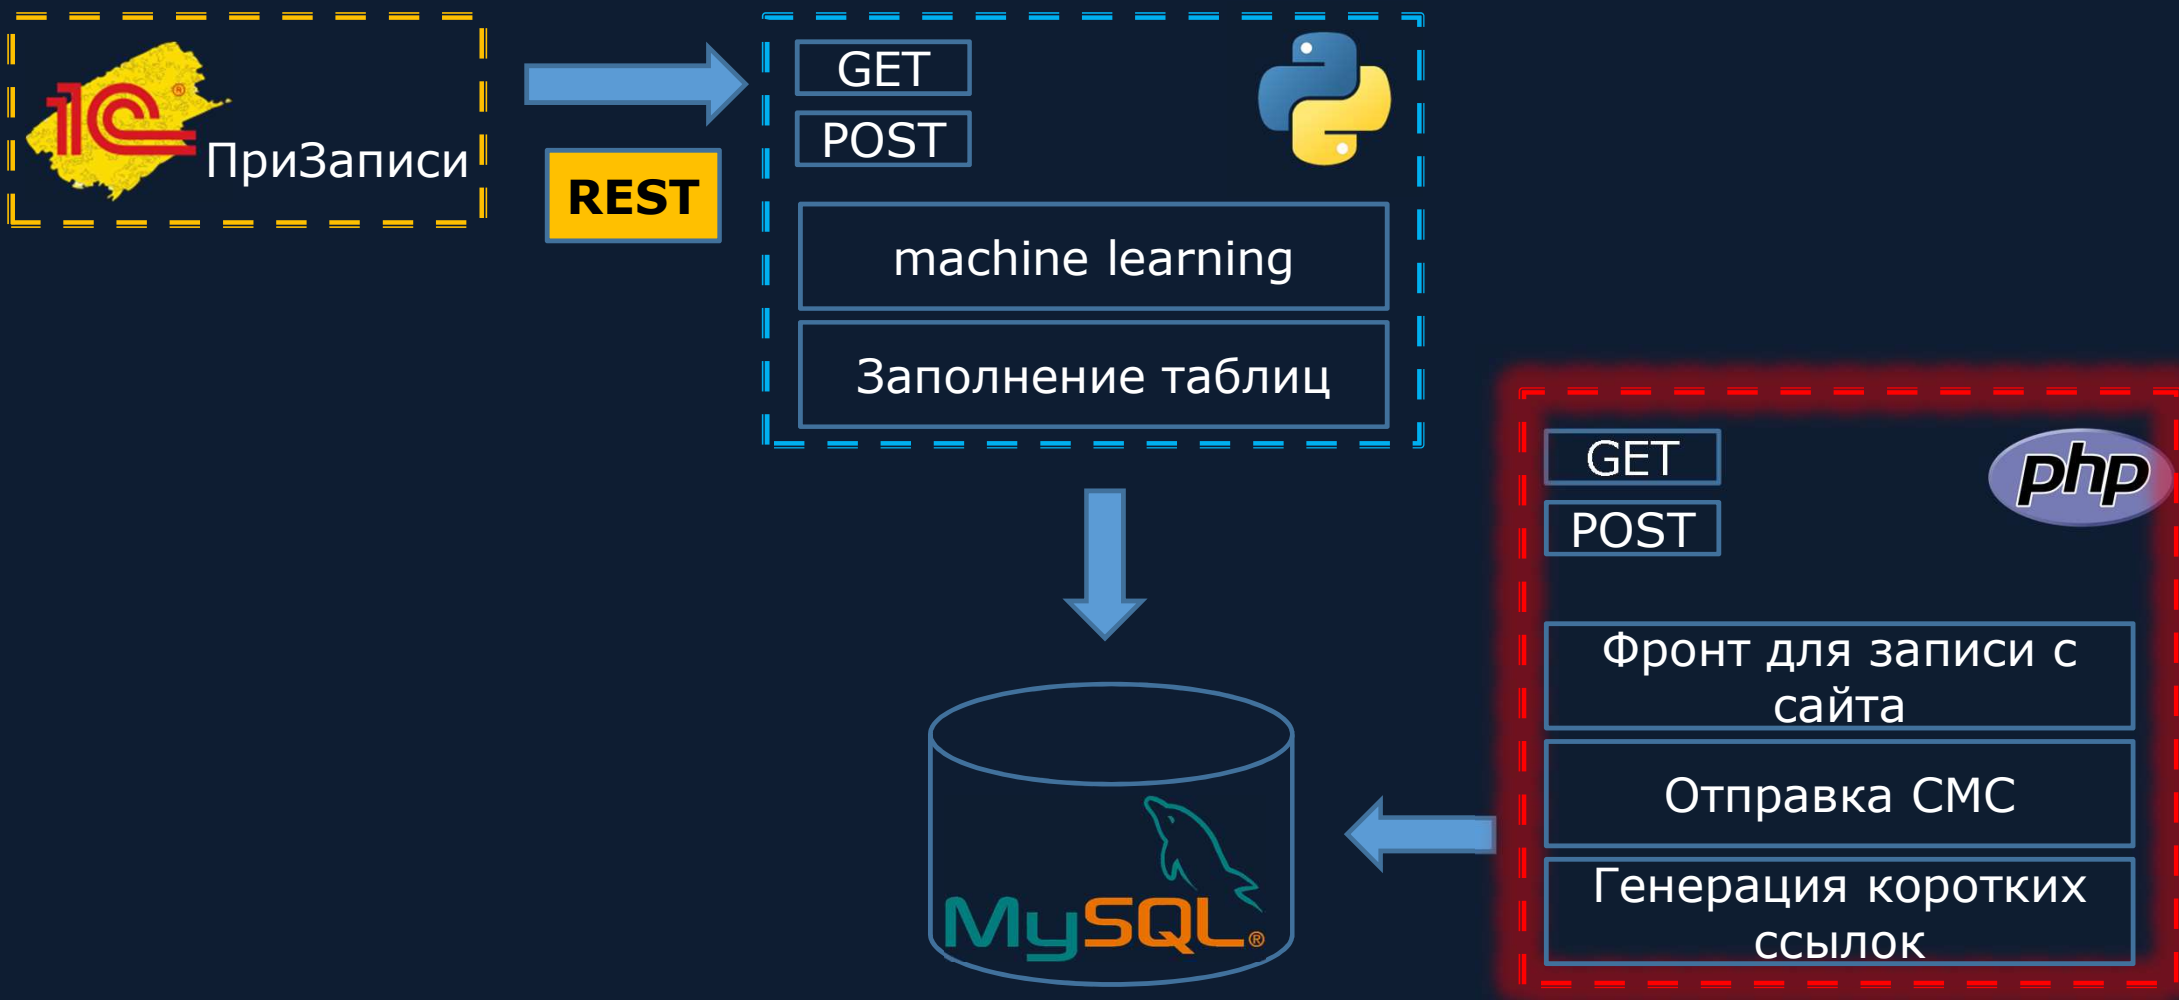 1С®
ПриЗаписи
REST
GET
POST
machine learning
Заполнение таблиц
MySQL®
GET
POST
php
Фронт для записи с
сайта
Отправка СМС
Генерация коротких
ссылок